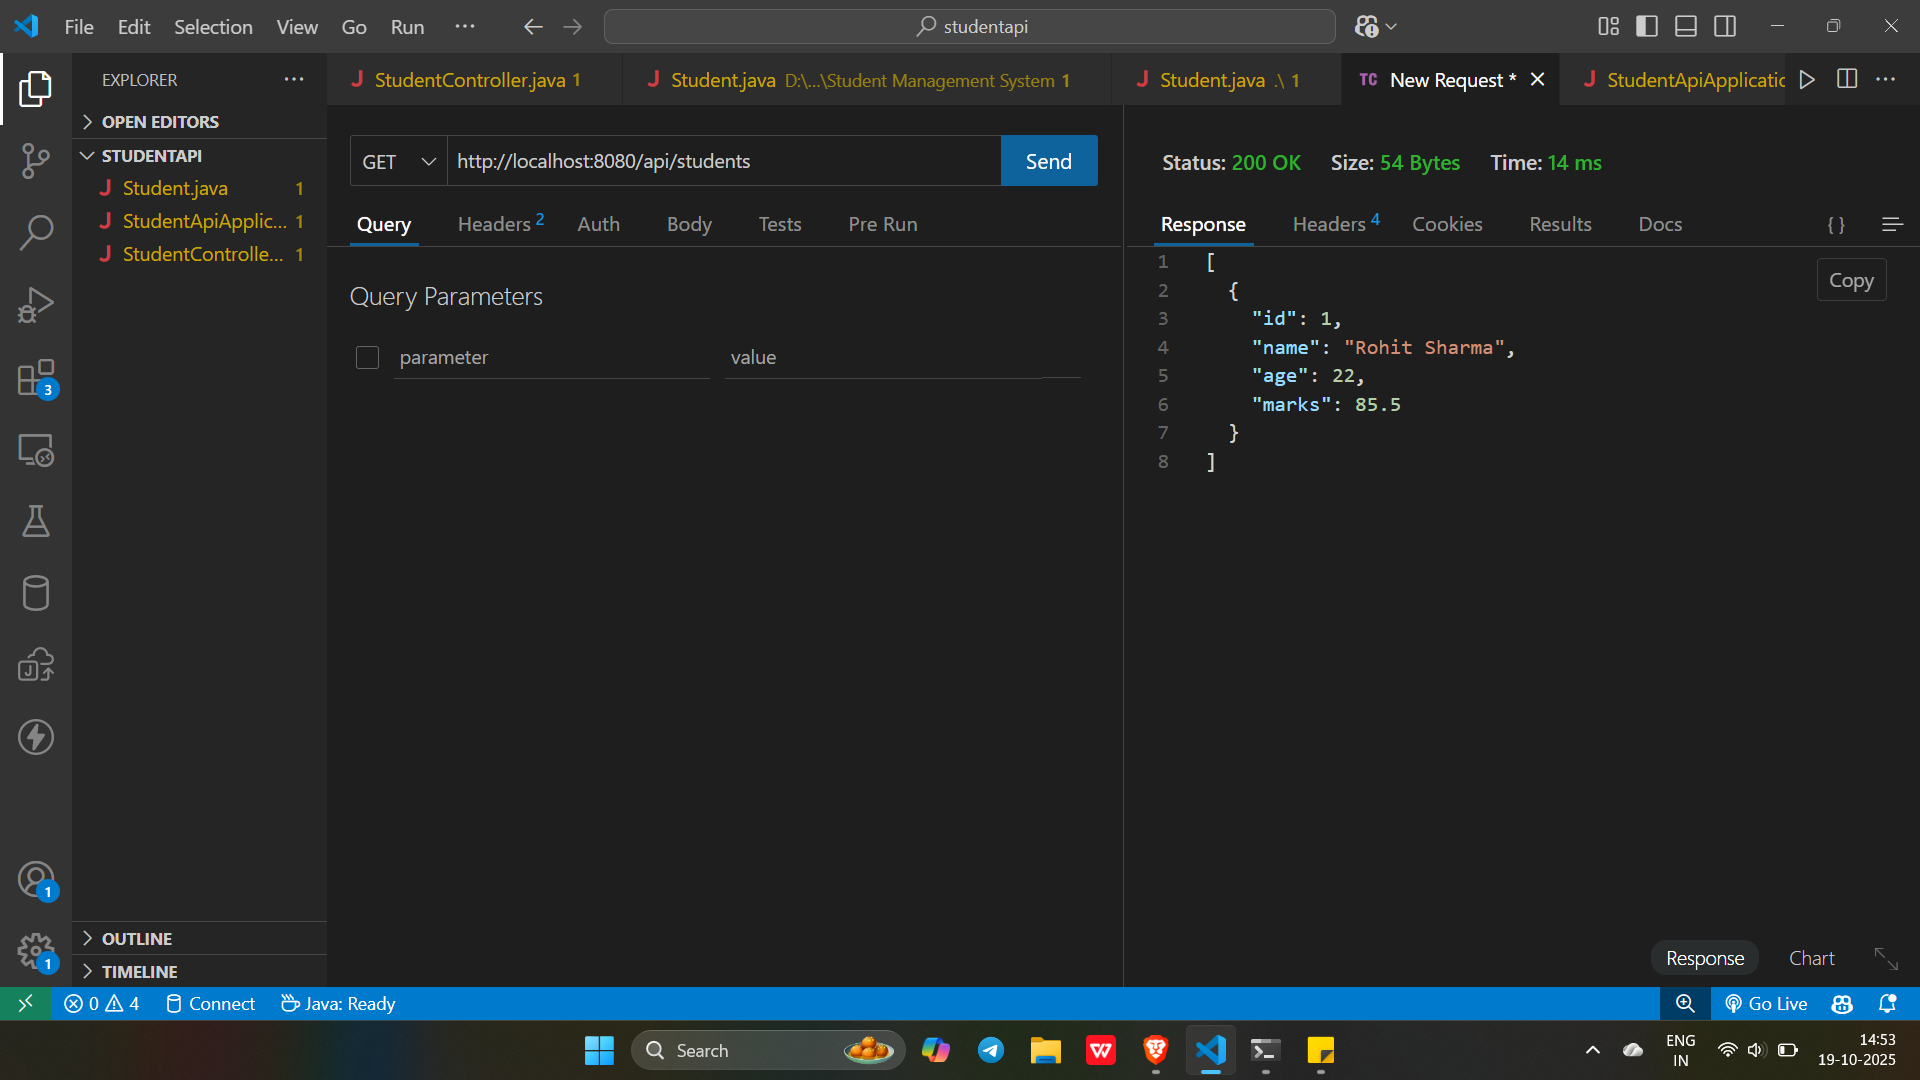 File Edit Selection View Go Run ··· studentapi
EXPLORER ···
OPEN EDITORS
STUDENTAPI
Student.java 1
StudentApiApplic... 1
StudentControlle... 1
OUTLINE
TIMELINE
3
1
1
StudentController.java 1
Student.java D:\...\Student Management System 1
Student.java .\ 1
TC New Request *
StudentApiApplicatio
GET http://localhost:8080/api/students Send
Query Headers 2 Auth Body Tests Pre Run
Query Parameters
parameter value
Status: 200 OK Size: 54 Bytes Time: 14 ms
Response Headers 4 Cookies Results Docs { }
Copy
1 [
2 {
3 "id": 1,
4 "name": "Rohit Sharma",
5 "age": 22,
6 "marks": 85.5
7 }
8 ]
Response Chart
0 4 Connect Java: Ready Go Live
Search
ENG
IN
14:53
19-10-2025